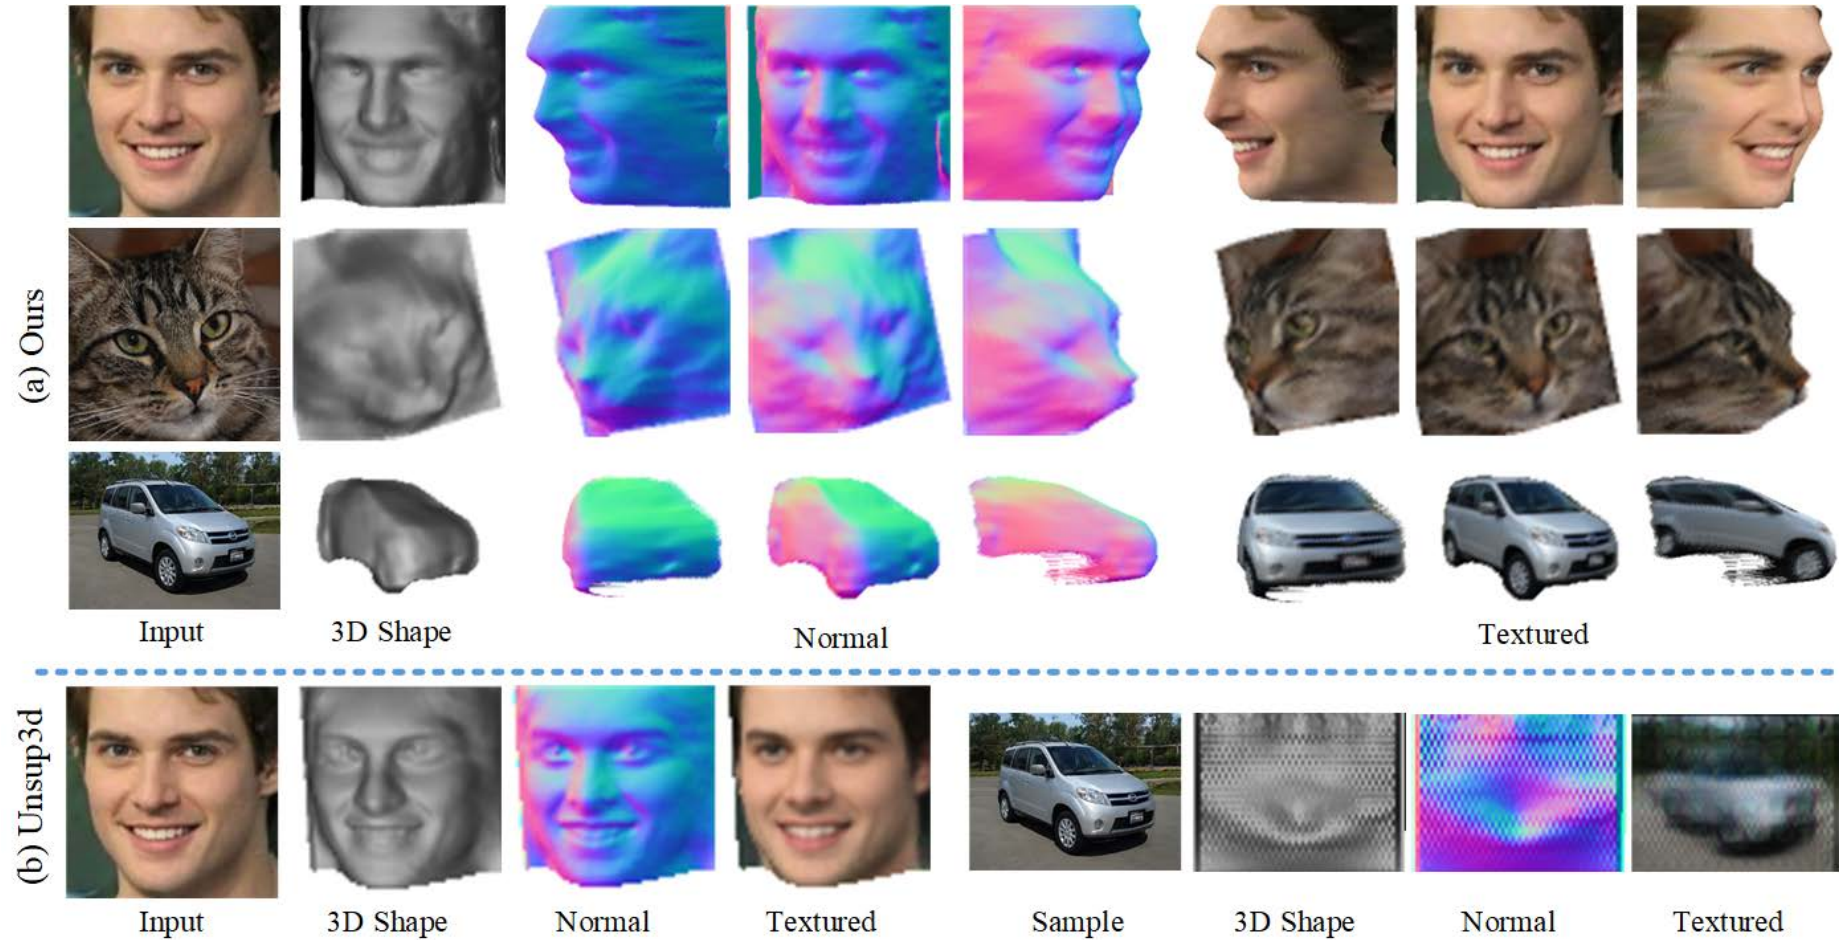 (a) Ours
Input
3D Shape
Normal
Textured
(b) Unsup3d
Input
3D Shape
Normal
Textured
Sample
3D Shape
Normal
Textured